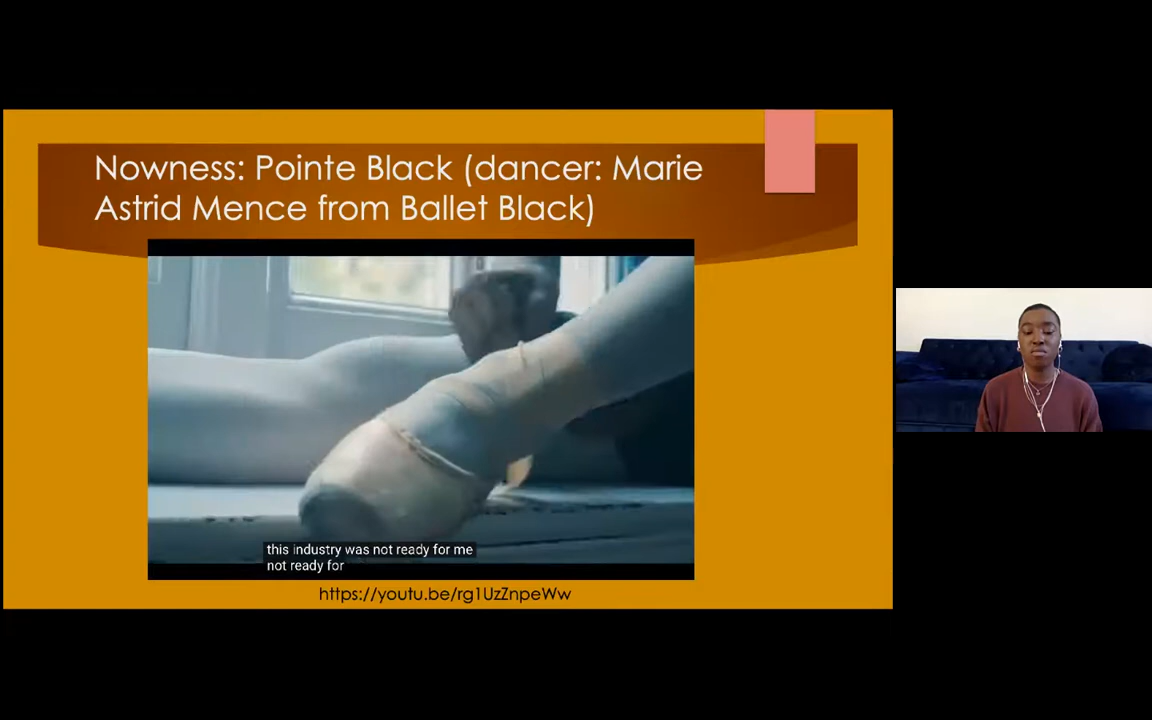 Nowness: Pointe Black (dancer: Marie
Astrid Mence from Ballet Black)
this industry was not ready for me
not ready for
https://youtu.be/rg1UzZnpeWw